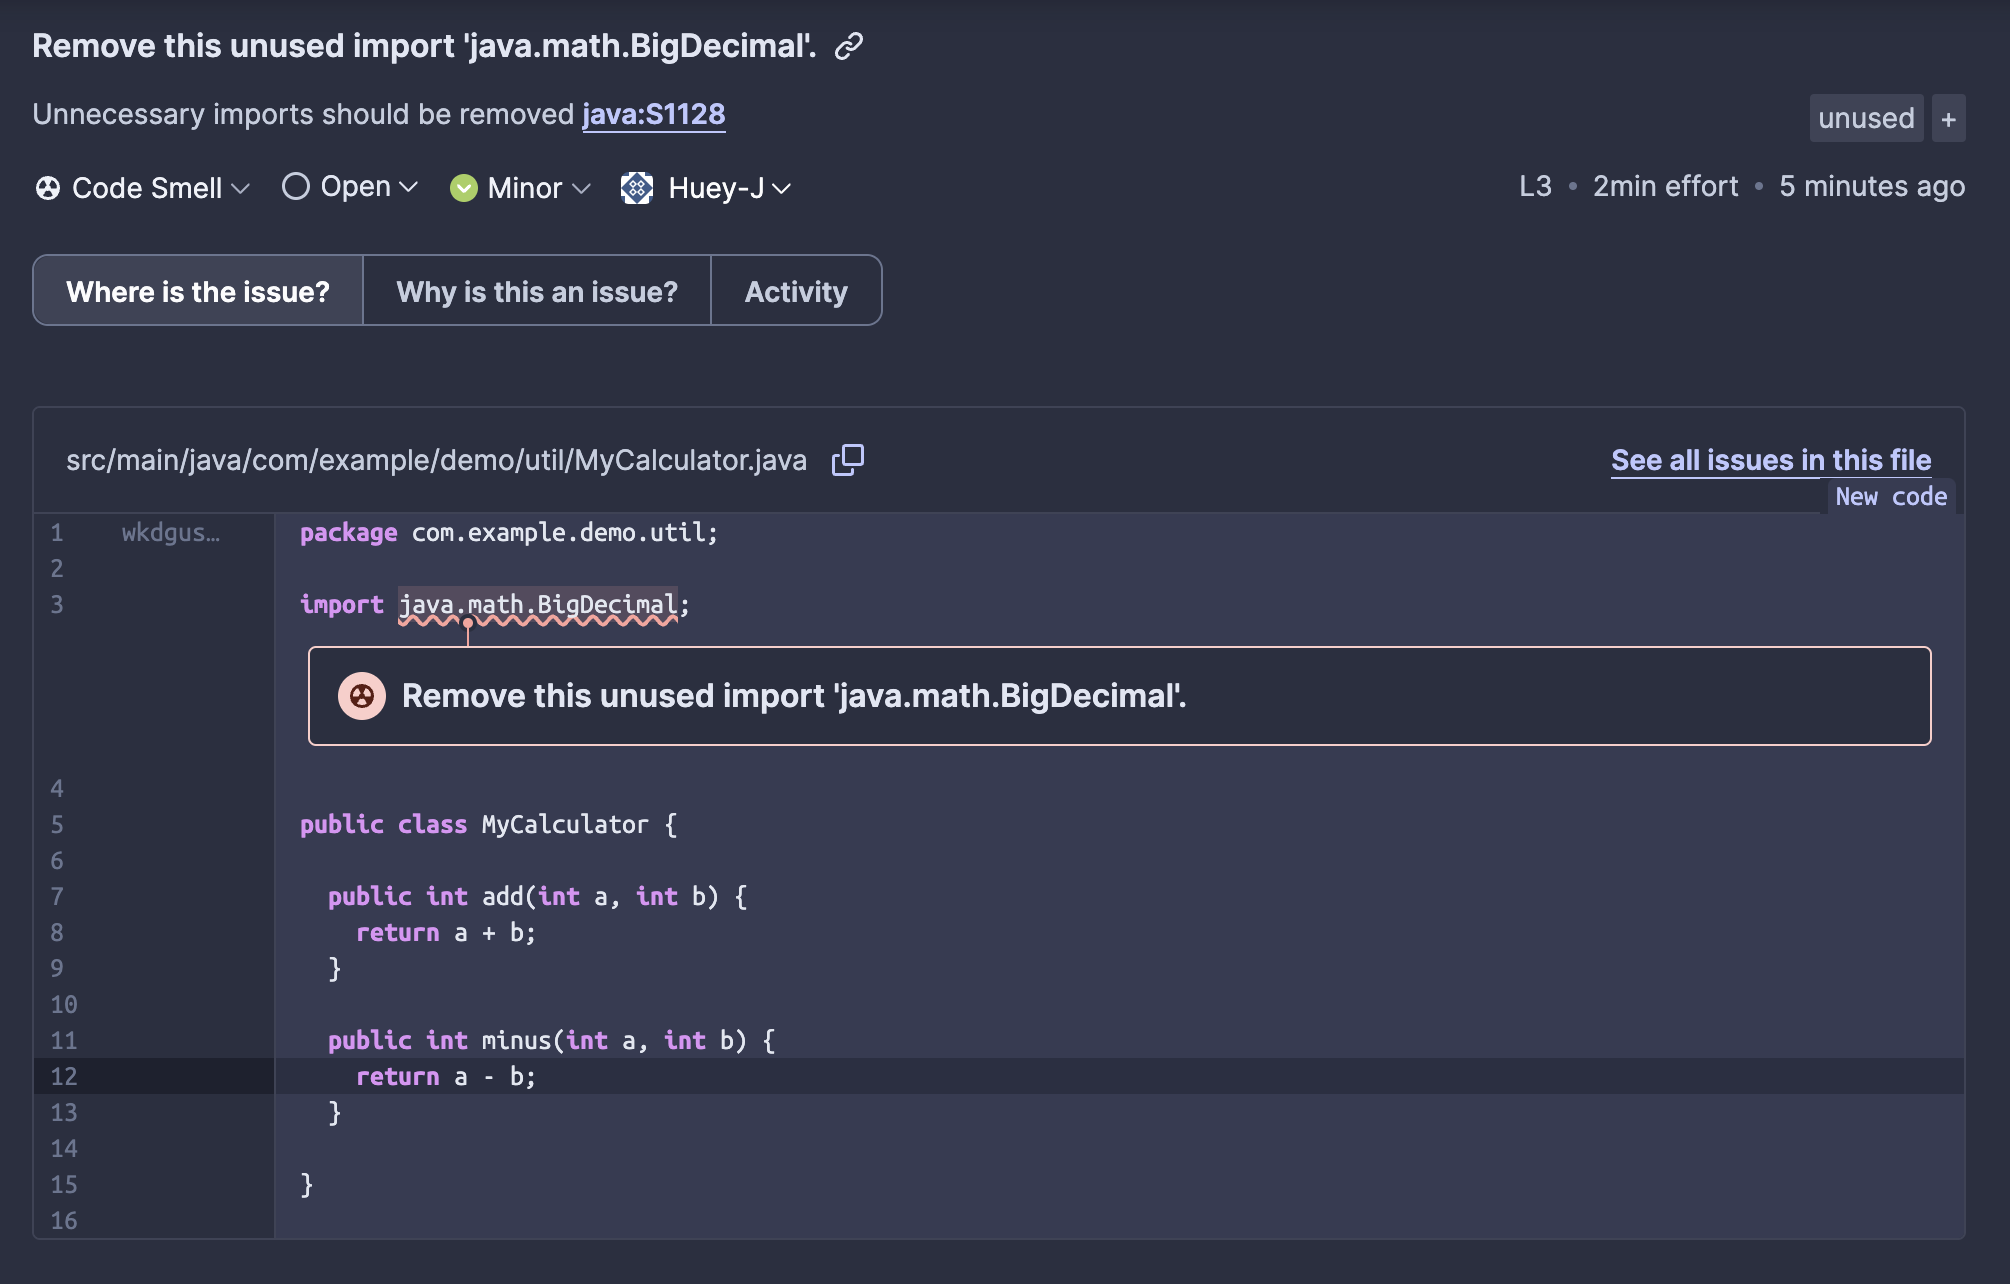 Remove this unused import 'java.math.BigDecimal'.
Unnecessary imports should be removed java:S1128
unused +
Code Smell Open Minor Huey-J
L3 • 2min effort • 5 minutes ago
Where is the issue? Why is this an issue? Activity
src/main/java/com/example/demo/util/MyCalculator.java
See all issues in this file
New code
1 wkdgus... package com.example.demo.util;
2
3 import java.math.BigDecimal;
Remove this unused import 'java.math.BigDecimal'.
4
5 public class MyCalculator {
6
7 public int add(int a, int b) {
8 return a + b;
9 }
10
11 public int minus(int a, int b) {
12 return a - b;
13 }
14
15 }
16